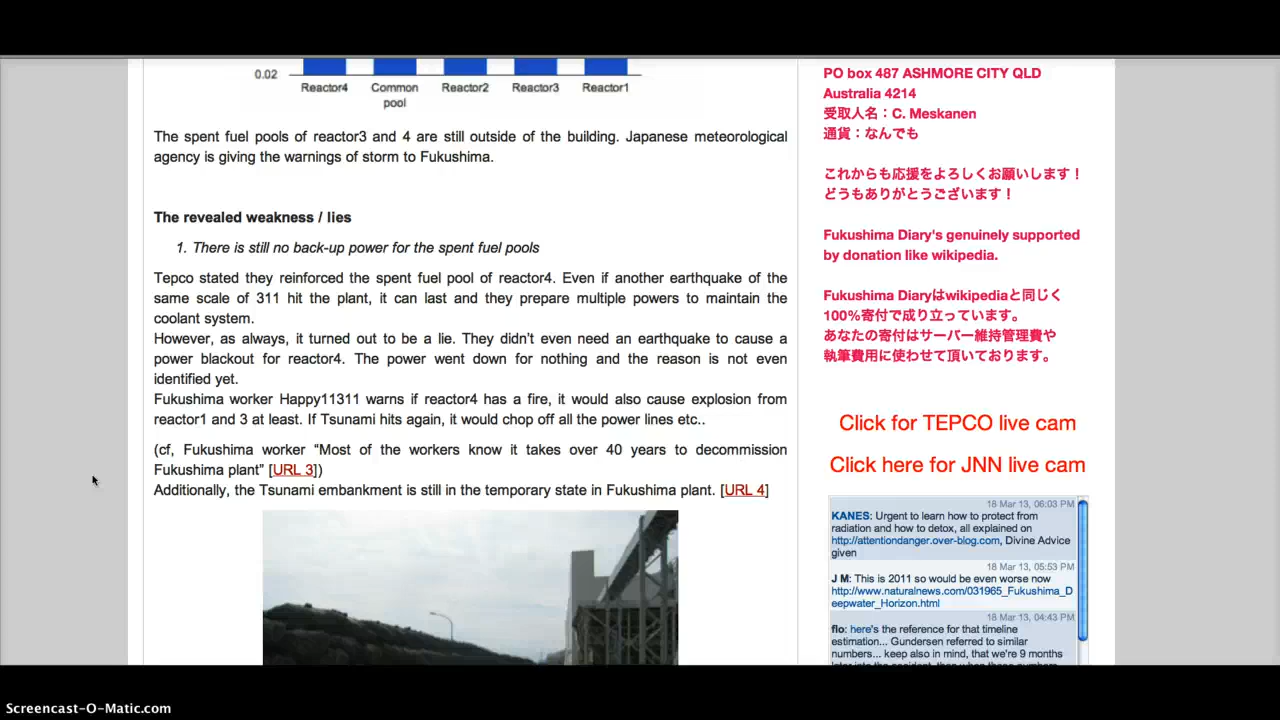 0.02
Reactor4 Common Reactor2 Reactor3 Reactor1
pool
The spent fuel pools of reactor3 and 4 are still outside of the building. Japanese meteorological
agency is giving the warnings of storm to Fukushima.
The revealed weakness / lies
1. There is still no back-up power for the spent fuel pools
Tepco stated they reinforced the spent fuel pool of reactor4. Even if another earthquake of the
same scale of 311 hit the plant, it can last and they prepare multiple powers to maintain the
coolant system.
However, as always, it turned out to be a lie. They didn't even need an earthquake to cause a
power blackout for reactor4. The power went down for nothing and the reason is not even
identified yet.
Fukushima worker Happy11311 warns if reactor4 has a fire, it would also cause explosion from
reactor1 and 3 at least. If Tsunami hits again, it would chop off all the power lines etc..
(cf, Fukushima worker “Most of the workers know it takes over 40 years to decommission
Fukushima plant” [URL 3])
Additionally, the Tsunami embankment is still in the temporary state in Fukushima plant. [URL 4]
PO box 487 ASHMORE CITY QLD
Australia 4214
受取人名：C. Meskanen
通貨：なんでも
これからも応援をよろしくお願いします！
どうもありがとうございます！
Fukushima Diary's genuinely supported
by donation like wikipedia.
Fukushima Diaryはwikipediaと同じく
100%寄付で成り立っています。
あなたの寄付はサーバー維持管理費や
執筆費用に使わせて頂いております。
Click for TEPCO live cam
Click here for JNN live cam
18 Mar 13, 06:03 PM
KANES: Urgent to learn how to protect from
radiation and how to detox, all explained on
http://attentiondanger.over-blog.com, Divine Advice
given
18 Mar 13, 05:53 PM
J M: This is 2011 so would be even worse now
http://www.naturalnews.com/031965_Fukushima_D
eepwater_Horizon.html
18 Mar 13, 04:43 PM
flo: here's the reference for that timeline
estimation... Gundersen referred to similar
numbers... keep also in mind, that we're 9 months
later into the accident, than when these numbers
Screencast-O-Matic.com